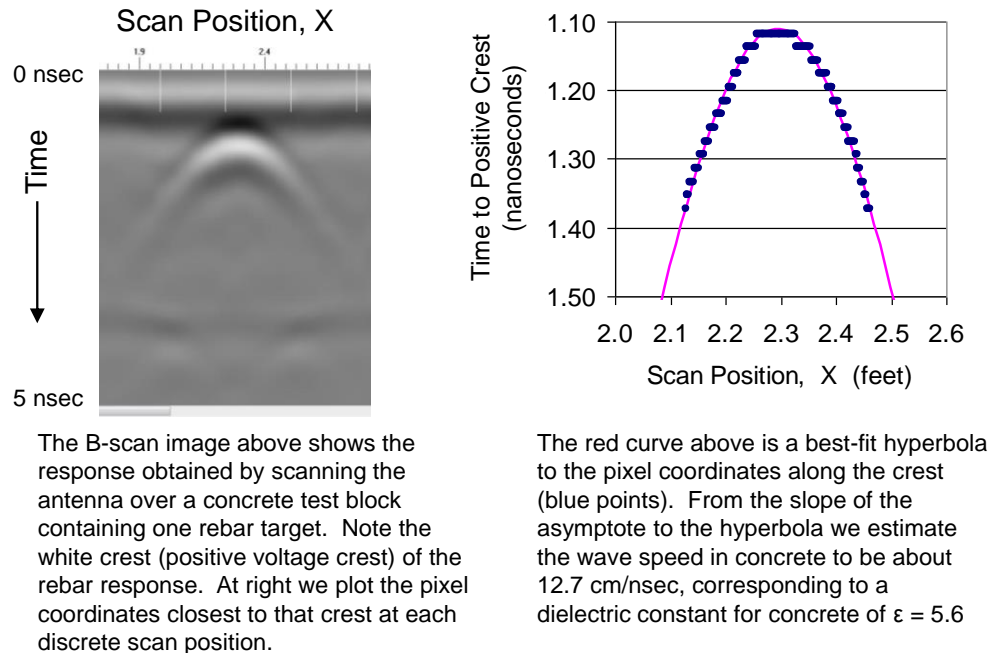 Scan Position, X
1.9 2.4
0 nsec
Time
5 nsec
The B-scan image above shows the
response obtained by scanning the
antenna over a concrete test block
containing one rebar target.  Note the
white crest (positive voltage crest) of the
rebar response.  At right we plot the pixel
coordinates closest to that crest at each
discrete scan position.
Time to Positive Crest
(nanoseconds)
1.10
1.20
1.30
1.40
1.50
2.0 2.1 2.2 2.3 2.4 2.5 2.6
Scan Position,  X  (feet)
The red curve above is a best-fit hyperbola
to the pixel coordinates along the crest
(blue points).  From the slope of the
asymptote to the hyperbola we estimate
the wave speed in concrete to be about
12.7 cm/nsec, corresponding to a
dielectric constant for concrete of ε = 5.6